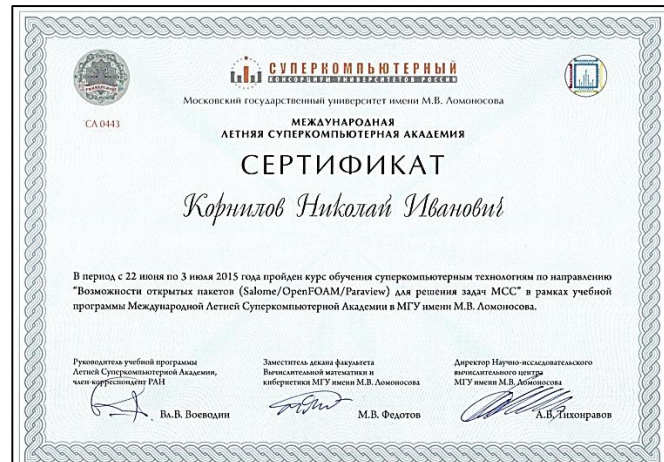 СУПЕРКОМПЬЮТЕРНЫЙ
КОНСОРЦИУМ УНИВЕРСИТЕТОВ РОССИИ
Московский государственный университет имени М.В. Ломоносова
СА 0443
МЕЖДУНАРОДНАЯ
ЛЕТНЯЯ СУПЕРКОМПЬЮТЕРНАЯ АКАДЕМИЯ
СЕРТИФИКАТ
Корнилов Николай Иванович
В период с 22 июня по 3 июля 2015 года пройден курс обучения суперкомпьютерным технологиям по направлению
"Возможности открытых пакетов (Salome/OpenFOAM/Paraview) для решения задач МСС" в рамках учебной
программы Международной Летней Суперкомпьютерной Академии в МГУ имени М.В. Ломоносова.
Руководитель учебной программы
Летней Суперкомпьютерной Академии,
член-корреспондент РАН
Вл.В. Воеводин
Заместитель декана факультета
Вычислительной математики и
кибернетики МГУ имени М.В. Ломоносова
М.В. Федотов
Директор Научно-исследовательского
вычислительного центра
МГУ имени М.В. Ломоносова
А.В. Тихонравов